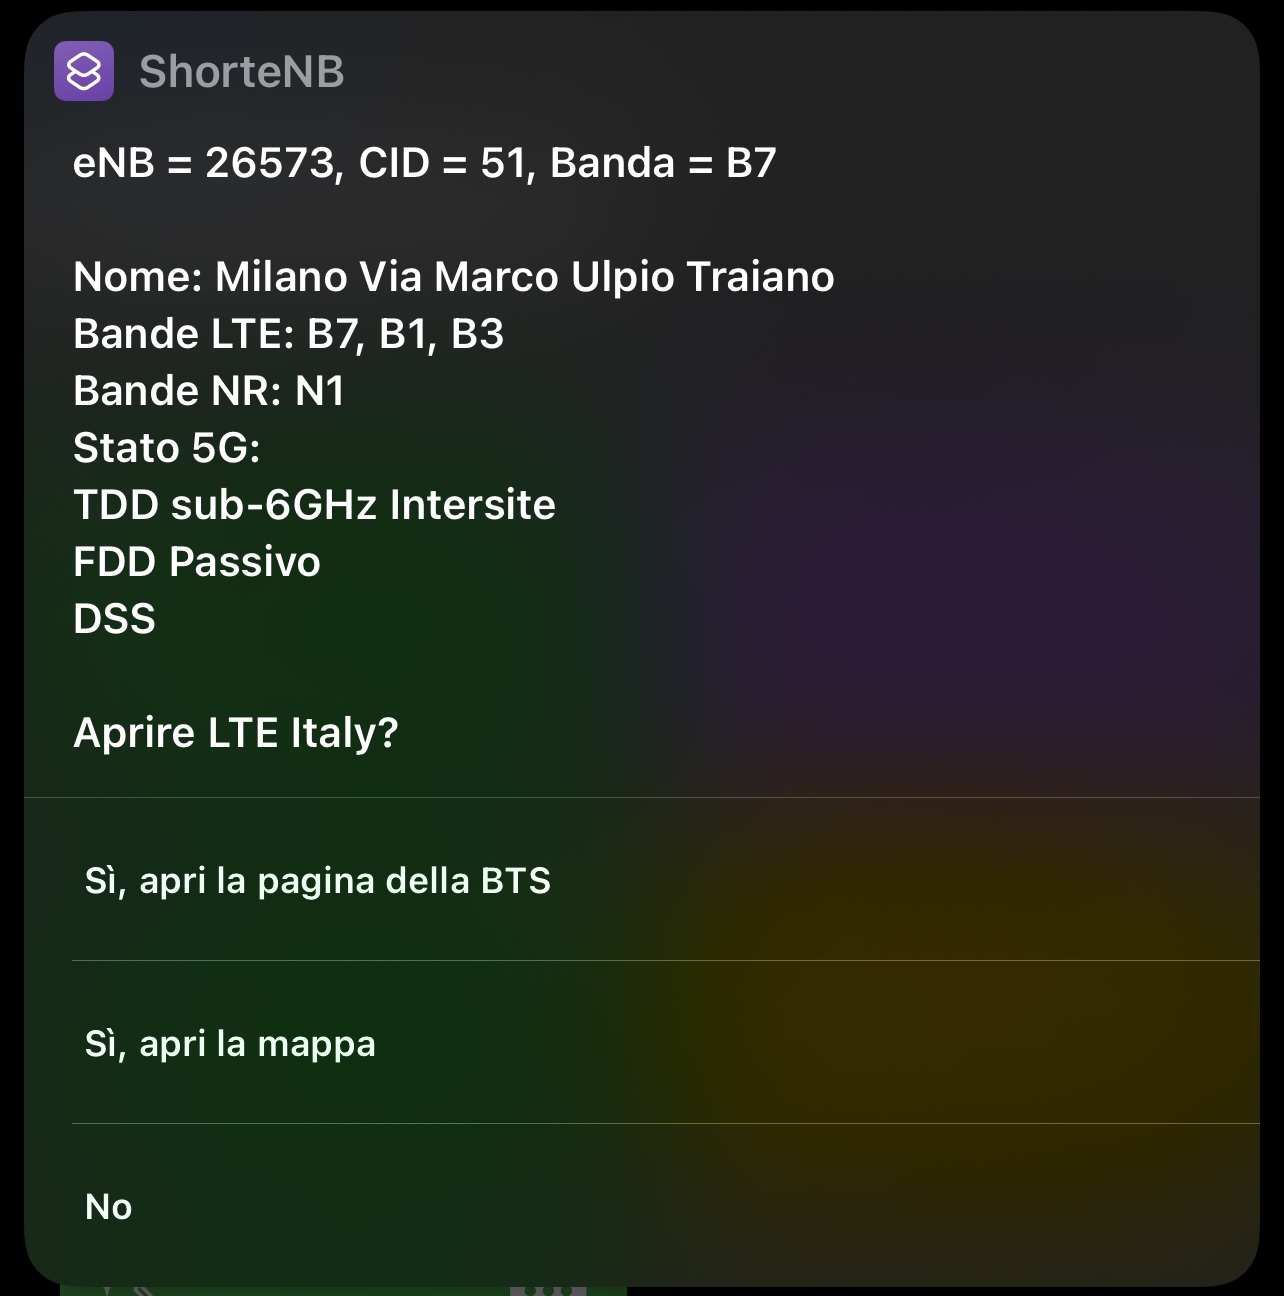 ShorteNB
eNB = 26573, CID = 51, Banda = B7
Nome: Milano Via Marco Ulpio Traiano
Bande LTE: B7, B1, B3
Bande NR: N1
Stato 5G:
TDD sub-6GHz Intersite
FDD Passivo
DSS
Aprire LTE Italy?
Sì, apri la pagina della BTS
Sì, apri la mappa
No